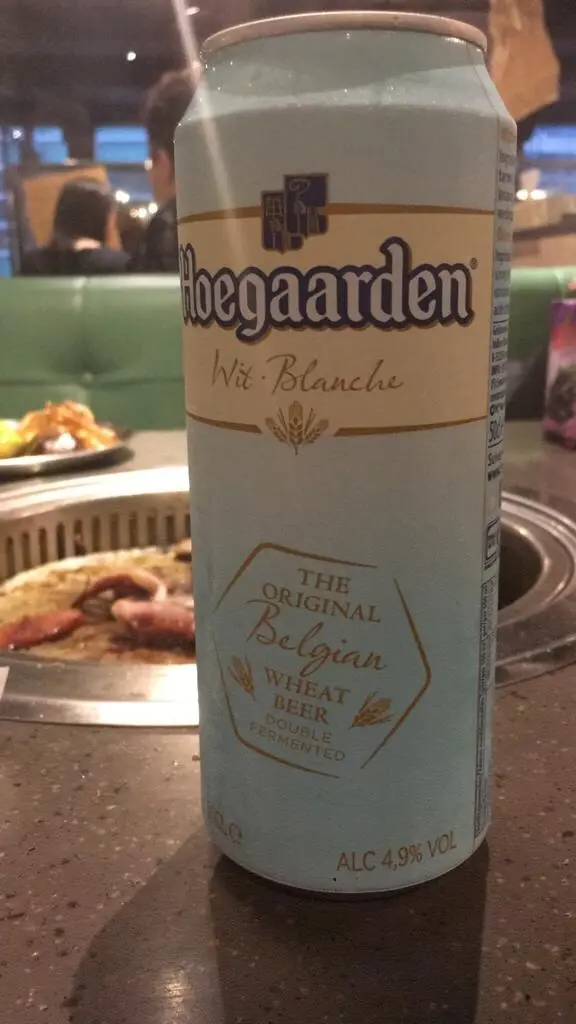 Hoegaarden®
Wit · Blanche
THE
ORIGINAL
Belgian
WHEAT
BEER
DOUBLE
FERMENTED
ALC 4,9% VOL